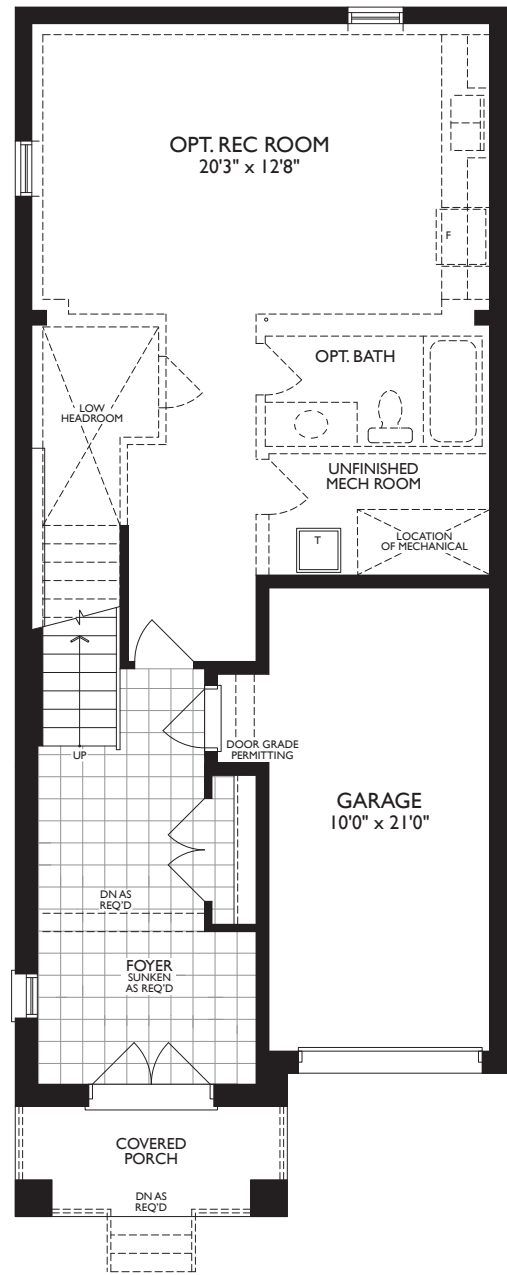 OPT. REC ROOM
20'3" x 12'8"
F
OPT. BATH
LOW
HEADROOM
UNFINISHED
MECH ROOM
T
LOCATION
OF MECHANICAL
UP
DOOR GRADE
PERMITTING
GARAGE
10'0" x 21'0"
DN AS
REQ'D
FOYER
SUNKEN
AS REQ'D
COVERED
PORCH
DN AS
REQ'D